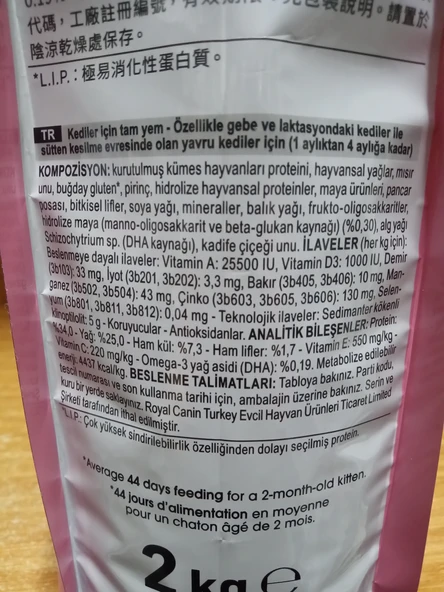 代碼，工廠註冊編號，
說明。請置於
陰涼乾燥處保存。
*L.I.P.：極易消化性蛋白質。
TR Kediler için tam yem - Özellikle gebe ve laktasyondaki kediler ile
sütten kesilme evresinde olan yavru kediler için (1 aylıktan 4 aylığa kadar)
KOMPOZİSYON: kurutulmuş kümes hayvanları proteini, hayvansal yağlar, mısır
unu, buğday gluten*, pirinç, hidrolize hayvansal proteinler, maya ürünleri, pancar
posası, bitkisel lifler, soya yağı, mineraller, balık yağı, frukto-oligosakkaritler,
hidrolize maya (manno-oligosakkarit ve beta-glukan kaynağı) (%0,30), alg yağı
Schizochytrium sp. (DHA kaynağı), kadife çiçeği unu. İLAVELER (her kg için):
Beslenmeye dayalı ilaveler: Vitamin A: 25500 IU, Vitamin D3: 1000 IU, Demir
(3b103): 33 mg, İyot (3b201, 3b202): 3,3 mg, Bakır (3b405, 3b406): 10 mg, Man-
ganez (3b502, 3b504): 43 mg, Çinko (3b603, 3b605, 3b606): 130 mg, Selen-
yum (3b801, 3b811, 3b812): 0,04 mg - Teknolojik ilaveler: Sedimanter kökenli
Klinoptilolit: 5 g - Koruyucular - Antioksidanlar. ANALİTİK BİLEŞENLER: Protein:
%34,0 - Yağ: %25,0 - Ham kül: %7,3 - Ham lifler: %1,7 - Vitamin E: 550 mg/kg -
Vitamin C: 220 mg/kg - Omega-3 yağ asidi (DHA): %0,19. Metabolize edilebilir
enerji: 4437 kcal/kg. BESLENME TALİMATLARI: Tabloya bakınız. Parti kodu,
tescil numarası ve son kullanma tarihi için, ambalajın üzerine bakınız. Serin ve
kuru bir yerde saklayınız. Royal Canin Turkey Evcil Hayvan Ürünleri Ticaret Limited
Şirketi tarafından ithal edilmiştir.
*L.I.P.: Çok yüksek sindirilebilirlik özelliğinden dolayı seçilmiş protein.
*Average 44 days feeding for a 2-month-old kitten.
*44 jours d'alimentation en moyenne
pour un chaton âgé de 2 mois.
2 kg e